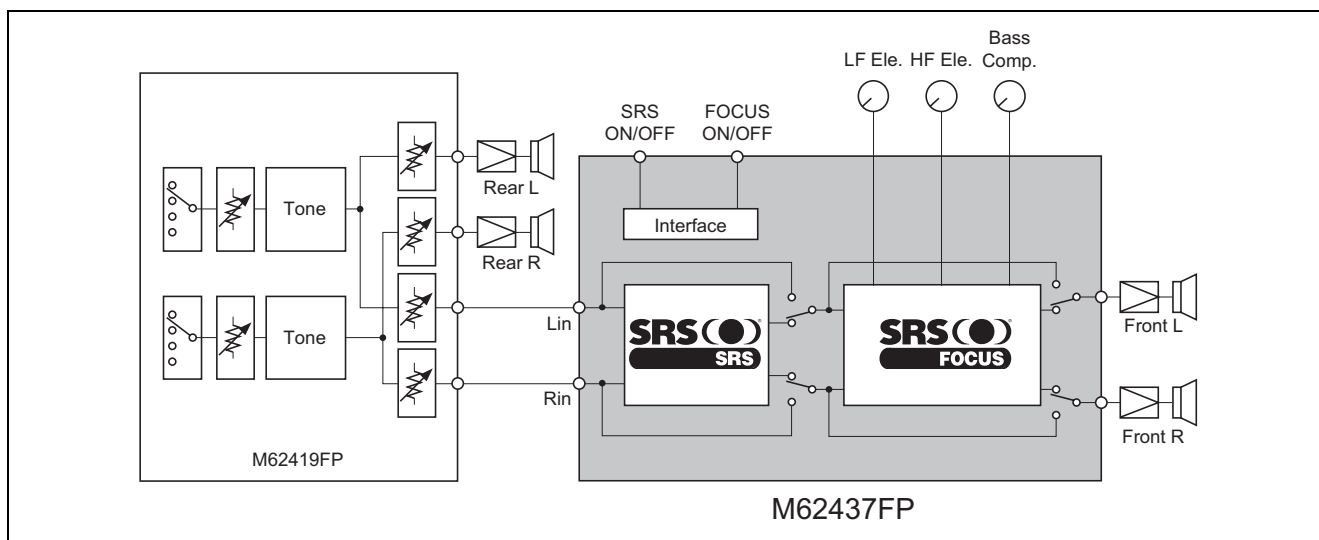 Bass
LF Ele. HF Ele. Comp.
SRS FOCUS
ON/OFF ON/OFF
Interface
Tone
Tone
Rear L
Rear R
Lin
Rin
SRS®
SRS
SRS®
FOCUS
Front L
Front R
M62419FP
M62437FP